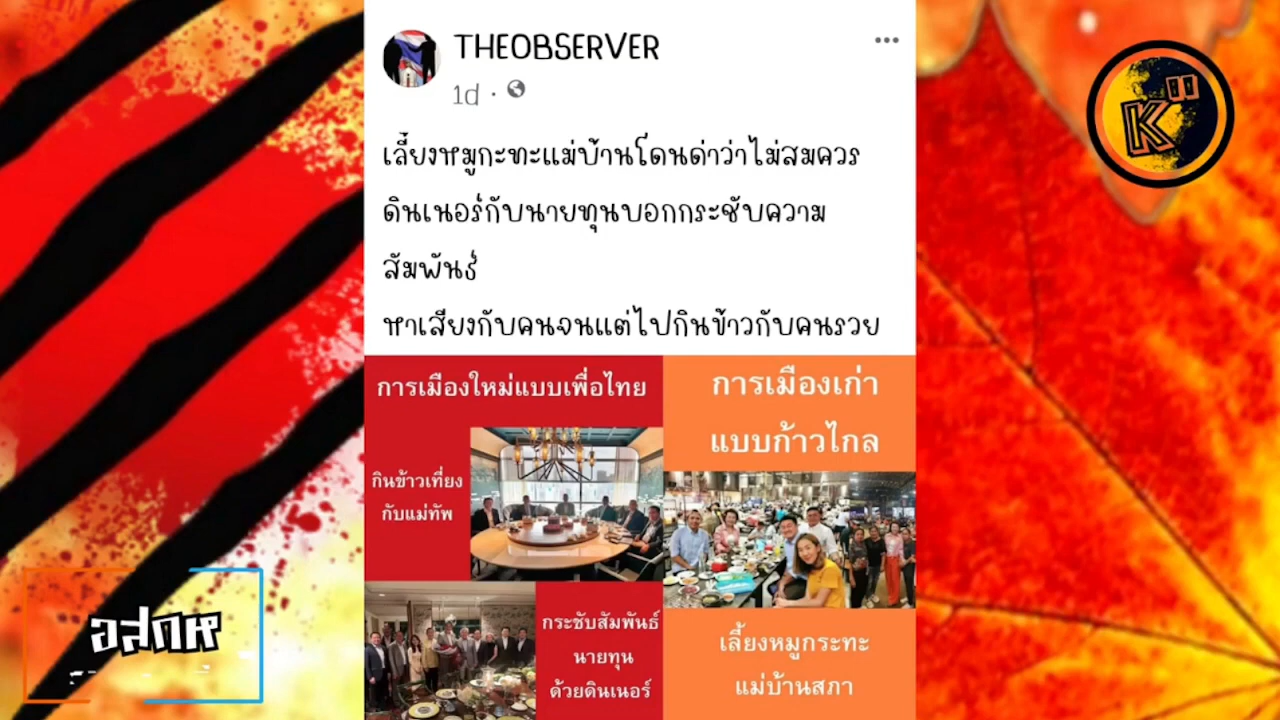 THEOBSERVER
1d
เลี้ยงหมูกะทะแม่บ้านโดนด่าว่าไม่สมควร
ดินเนอร์กับนายทุนบอกกระชับความ
สัมพันธ์
หาเสียงกับคนจนแต่ไปกินข้าวกับคนรวย
การเมืองใหม่แบบเพื่อไทย
กินข้าวเที่ยง
กับแม่ทัพ
กระชับสัมพันธ์
นายทุน
ด้วยดินเนอร์
การเมืองเก่า
แบบก้าวไกล
เลี้ยงหมูกระทะ
แม่บ้านสภา
K"
อสกห